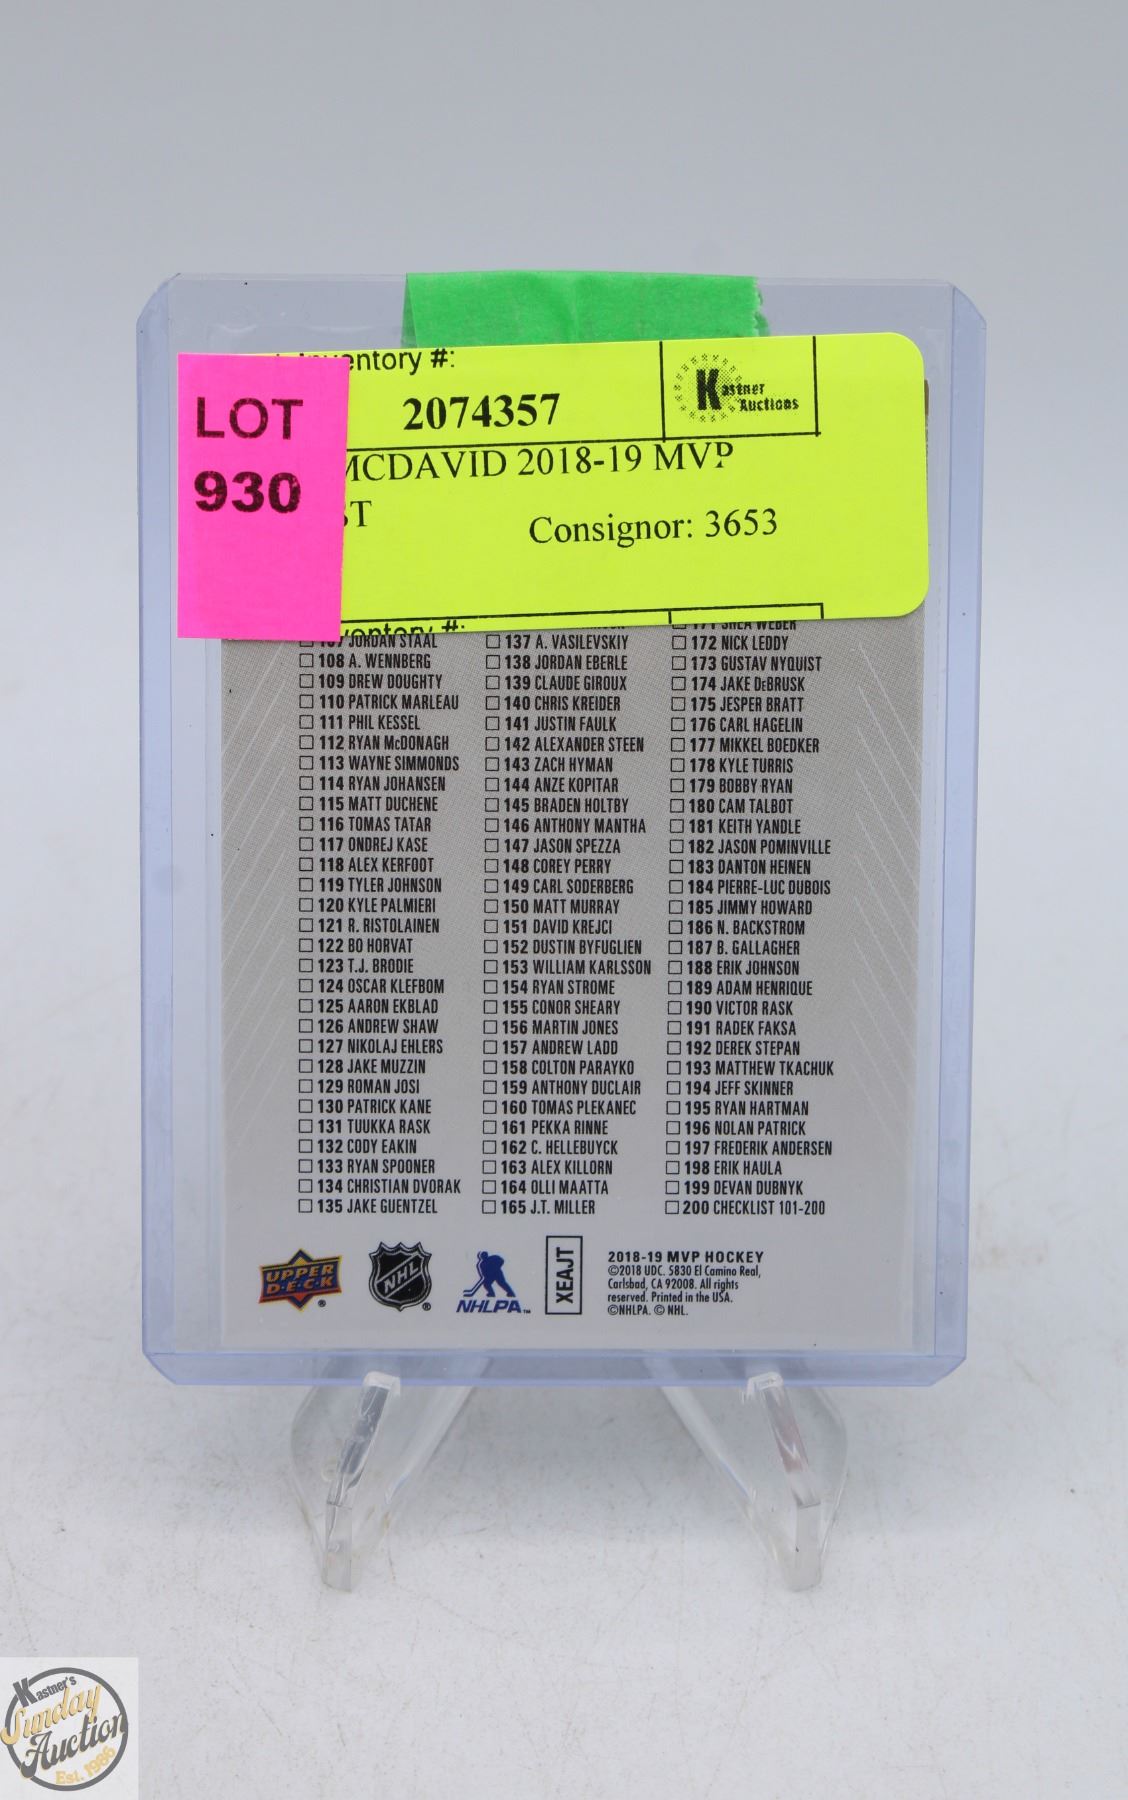 entory #:
2074357
Kastner
Auctions
LOT
930
MCDAVID 2018-19 MVP
ST
Consignor: 3653
ventory #:
107 JORDAN STAAL
108 A. WENNBERG
109 DREW DOUGHTY
110 PATRICK MARLEAU
111 PHIL KESSEL
112 RYAN McDONAGH
113 WAYNE SIMMONDS
114 RYAN JOHANSEN
115 MATT DUCHENE
116 TOMAS TATAR
117 ONDREJ KASE
118 ALEX KERFOOT
119 TYLER JOHNSON
120 KYLE PALMIERI
121 R. RISTOLAINEN
122 BO HORVAT
123 T.J. BRODIE
124 OSCAR KLEFBOM
125 AARON EKBLAD
126 ANDREW SHAW
127 NIKOLAJ EHLERS
128 JAKE MUZZIN
129 ROMAN JOSI
130 PATRICK KANE
131 TUUKKA RASK
132 CODY EAKIN
133 RYAN SPOONER
134 CHRISTIAN DVORAK
135 JAKE GUENTZEL
137 A. VASILEVSKIY
138 JORDAN EBERLE
139 CLAUDE GIROUX
140 CHRIS KREIDER
141 JUSTIN FAULK
142 ALEXANDER STEEN
143 ZACH HYMAN
144 ANZE KOPITAR
145 BRADEN HOLTBY
146 ANTHONY MANTHA
147 JASON SPEZZA
148 COREY PERRY
149 CARL SODERBERG
150 MATT MURRAY
151 DAVID KREJCI
152 DUSTIN BYFUGLIEN
153 WILLIAM KARLSSON
154 RYAN STROME
155 CONOR SHEARY
156 MARTIN JONES
157 ANDREW LADD
158 COLTON PARAYKO
159 ANTHONY DUCLAIR
160 TOMAS PLEKANEC
161 PEKKA RINNE
162 C. HELLEBUYCK
163 ALEX KILLORN
164 OLLI MAATTA
165 J.T. MILLER
171 SHEA WEBER
172 NICK LEDDY
173 GUSTAV NYQUIST
174 JAKE DeBRUSK
175 JESPER BRATT
176 CARL HAGELIN
177 MIKKEL BOEDKER
178 KYLE TURRIS
179 BOBBY RYAN
180 CAM TALBOT
181 KEITH YANDLE
182 JASON POMINVILLE
183 DANTON HEINEN
184 PIERRE-LUC DUBOIS
185 JIMMY HOWARD
186 N. BACKSTROM
187 B. GALLAGHER
188 ERIK JOHNSON
189 ADAM HENRIQUE
190 VICTOR RASK
191 RADEK FAKSA
192 DEREK STEPAN
193 MATTHEW TKACHUK
194 JEFF SKINNER
195 RYAN HARTMAN
196 NOLAN PATRICK
197 FREDERIK ANDERSEN
198 ERIK HAULA
199 DEVAN DUBNYK
200 CHECKLIST 101-200
UPPER
D·E·C·K
®
NHL
®
NHLPA™
XEAJT
2018-19 MVP HOCKEY
©2018 UDC. 5830 El Camino Real,
Carlsbad, CA 92008. All rights
reserved. Printed in the USA.
©NHLPA. © NHL.
Kastner's
Sunday
Auction
Est. 1986